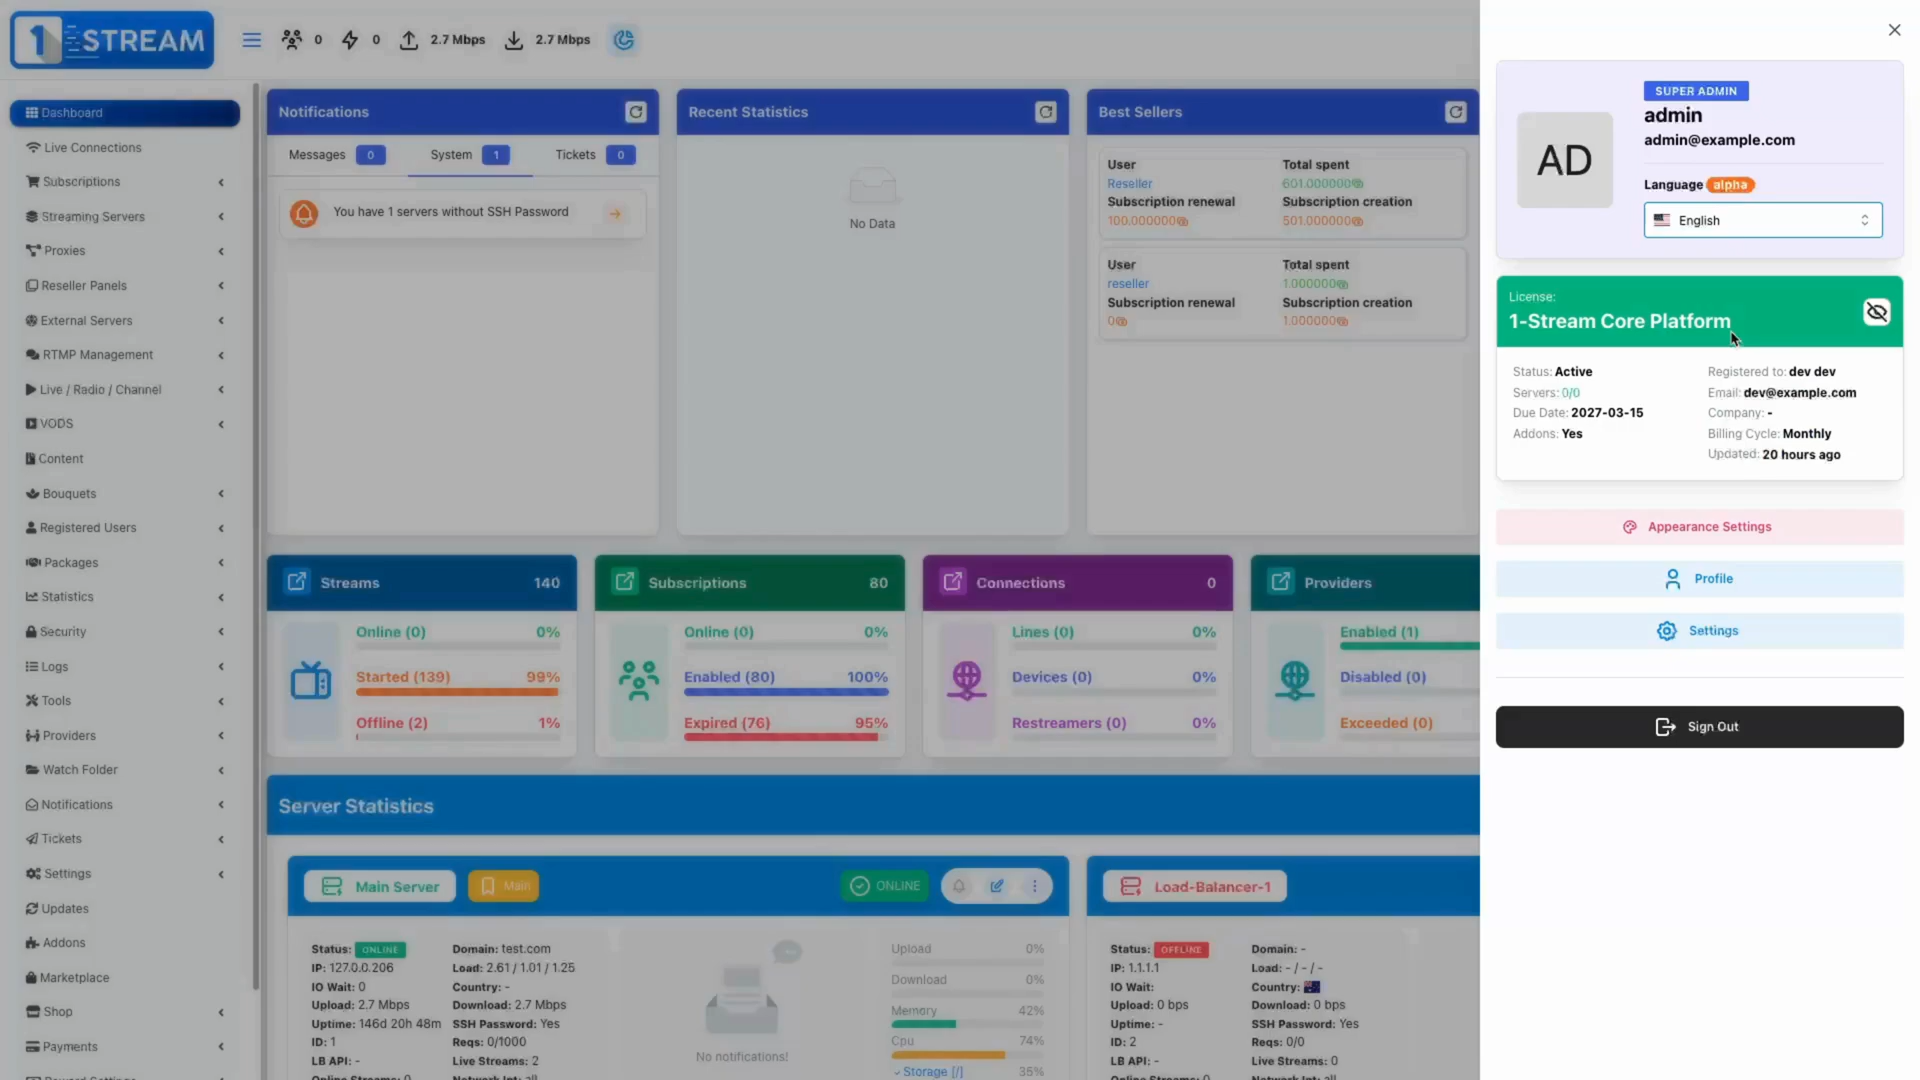 1 STREAM
0
0
2.7 Mbps
2.7 Mbps
Dashboard
Live Connections
Subscriptions
Streaming Servers
Proxies
Reseller Panels
External Servers
RTMP Management
Live / Radio / Channel
VODS
Content
Bouquets
Registered Users
Packages
Statistics
Security
Logs
Tools
Providers
Watch Folder
Notifications
Tickets
Settings
Updates
Addons
Marketplace
Shop
Payments
Notifications
Messages 0
System 1
Tickets 0
You have 1 servers without SSH Password
Recent Statistics
No Data
Best Sellers
User Total spent
Reseller 601.000000
Subscription renewal Subscription creation
100.000000 501.000000
User Total spent
reseller 1.000000
Subscription renewal Subscription creation
0 1.000000
Streams 140
Online (0) 0%
Started (139) 99%
Offline (2) 1%
Subscriptions 80
Online (0) 0%
Enabled (80) 100%
Expired (76) 95%
Connections 0
Lines (0) 0%
Devices (0) 0%
Restreamers (0) 0%
Providers
Enabled (1)
Disabled (0)
Exceeded (0)
Server Statistics
Main Server
Main
ONLINE
Status: ONLINE
IP: 127.0.0.206
IO Wait: 0
Upload: 2.7 Mbps
Uptime: 146d 20h 48m
ID: 1
LB API: -
Online Streams: 0
Domain: test.com
Load: 2.61 / 1.01 / 1.25
Country: -
Download: 2.7 Mbps
SSH Password: Yes
Reqs: 0/1000
Live Streams: 2
Network Int: all
No notifications!
Upload 0%
Download 0%
Memory 42%
Cpu 74%
Storage [/] 35%
Load-Balancer-1
Status: OFFLINE
IP: 1.1.1.1
IO Wait:
Upload: 0 bps
Uptime: -
ID: 2
LB API: -
Online Streams: 0
Domain: -
Load: - / - / -
Country:
Download: 0 bps
SSH Password: Yes
Reqs: 0/0
Live Streams: 0
Network Int: all
AD
SUPER ADMIN
admin
admin@example.com
Language alpha
English
License:
1-Stream Core Platform
Status: Active
Servers: 0/0
Due Date: 2027-03-15
Addons: Yes
Registered to: dev dev
Email: dev@example.com
Company: -
Billing Cycle: Monthly
Updated: 20 hours ago
Appearance Settings
Profile
Settings
Sign Out